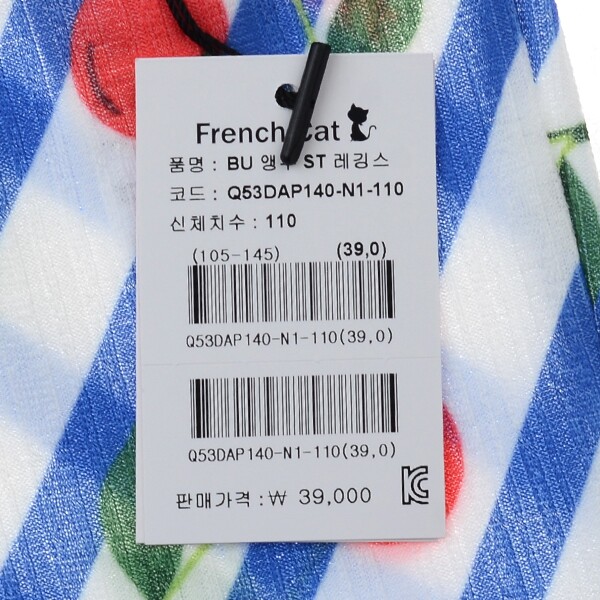 French Cat
품명 : BU ST 레깅스
코드 : Q53DAP140-N1-110
신체치수 : 110
(105-145) (39,0)
Q53DAP140-N1-110(39,0)
Q53DAP140-N1-110(39,0)
판매가격 : ₩ 39,000
KC